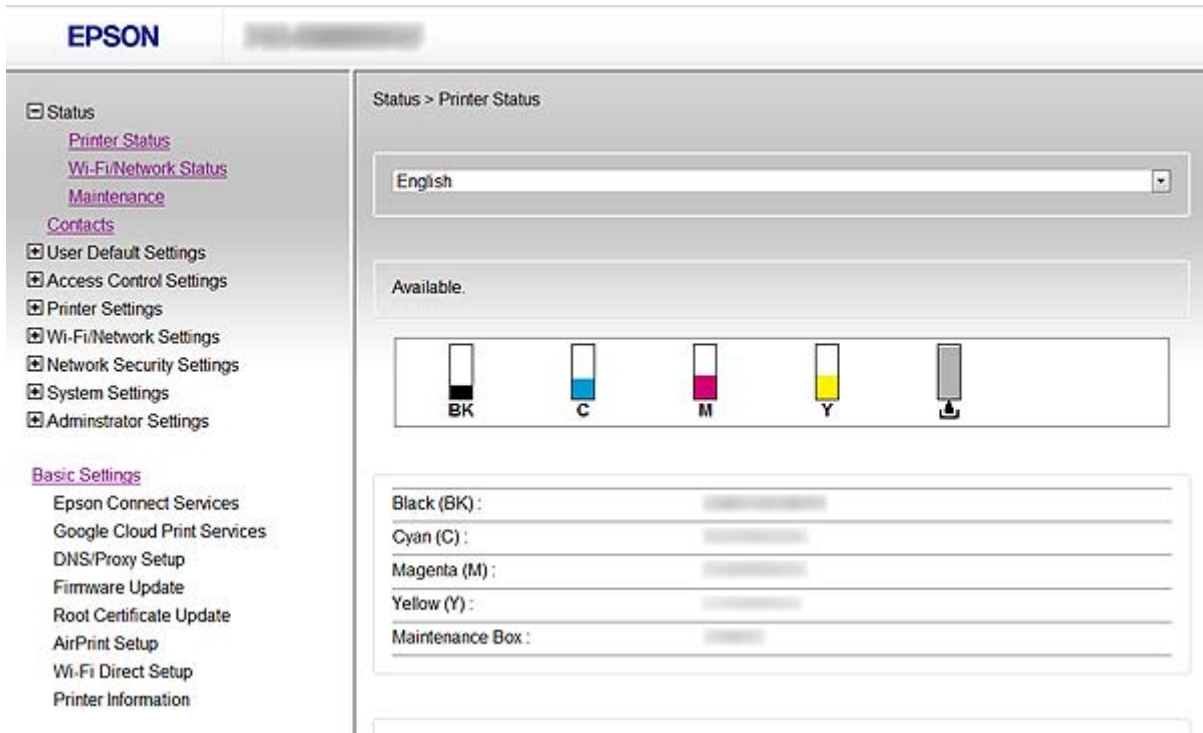 EPSON
Status
Printer Status
Wi-Fi/Network Status
Maintenance
Contacts
User Default Settings
Access Control Settings
Printer Settings
Wi-Fi/Network Settings
Network Security Settings
System Settings
Adminstrator Settings
Basic Settings
Epson Connect Services
Google Cloud Print Services
DNS/Proxy Setup
Firmware Update
Root Certificate Update
AirPrint Setup
Wi-Fi Direct Setup
Printer Information
Status > Printer Status
English
Available.
BK C M Y
Black (BK) :
Cyan (C) :
Magenta (M) :
Yellow (Y) :
Maintenance Box :